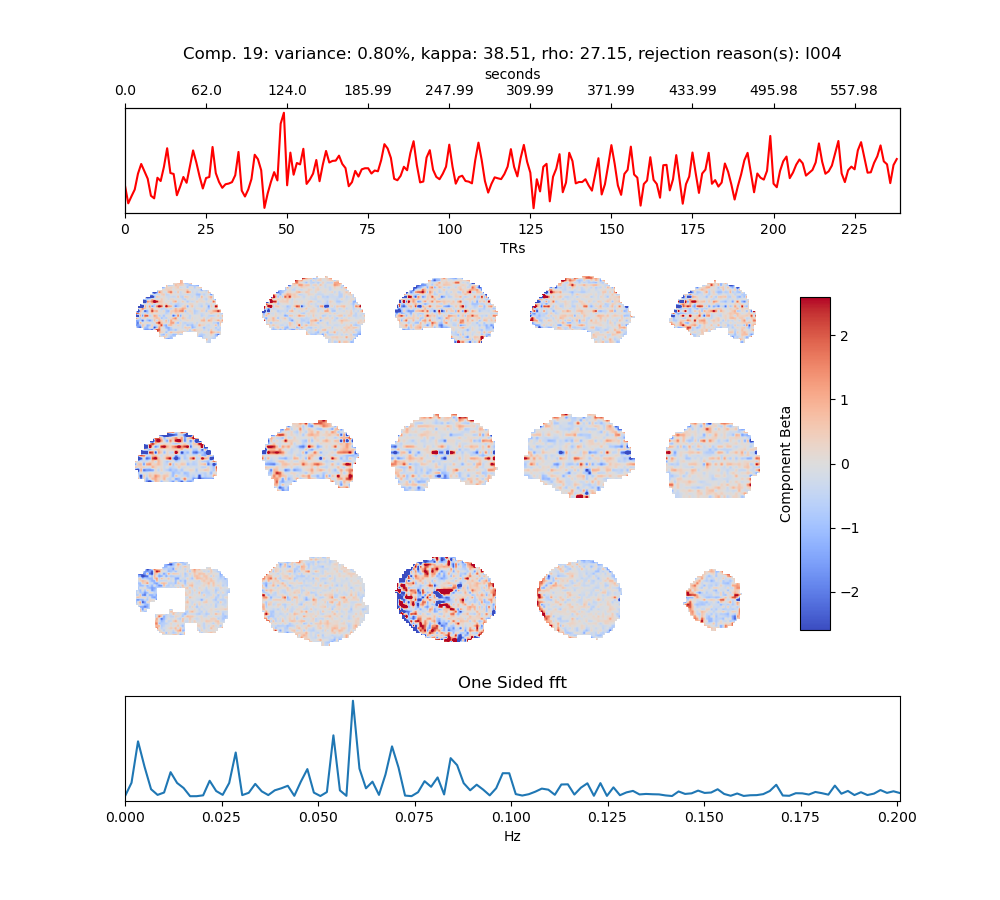 Comp. 19: variance: 0.80%, kappa: 38.51, rho: 27.15, rejection reason(s): I004
seconds
0.0 62.0 124.0 185.99 247.99 309.99 371.99 433.99 495.98 557.98
0 25 50 75 100 125 150 175 200 225
TRs
Component Beta
2
1
0
−1
−2
One Sided fft
0.000 0.025 0.050 0.075 0.100 0.125 0.150 0.175 0.200
Hz